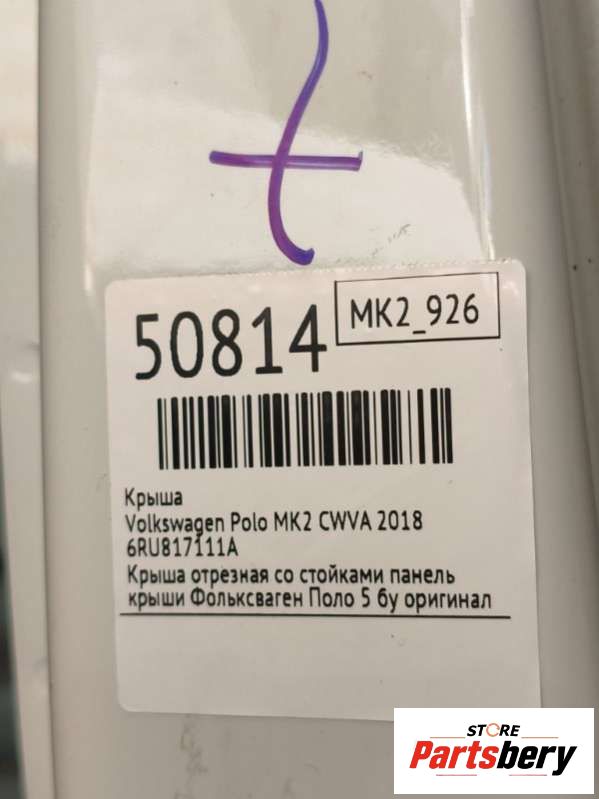 50814
MK2_926
Крыша
Volkswagen Polo MK2 CWVA 2018
6RU817111A
Крыша отрезная со стойками панель
крыши Фольксваген Поло 5 бу оригинал
STORE
Partsbery